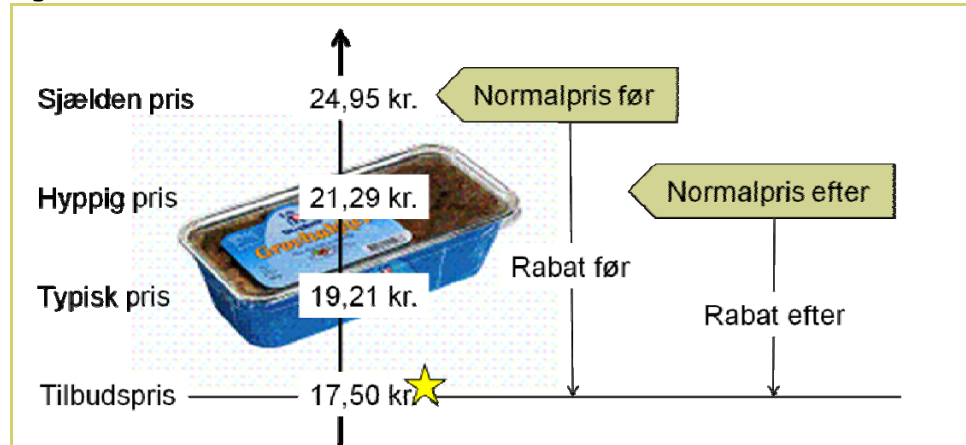 Sjælden pris 24,95 kr. Normalpris før
Hyppig pris 21,29 kr. Normalpris efter
Rabat før
Typisk pris 19,21 kr.
Rabat efter
Tilbudspris 17,50 kr.